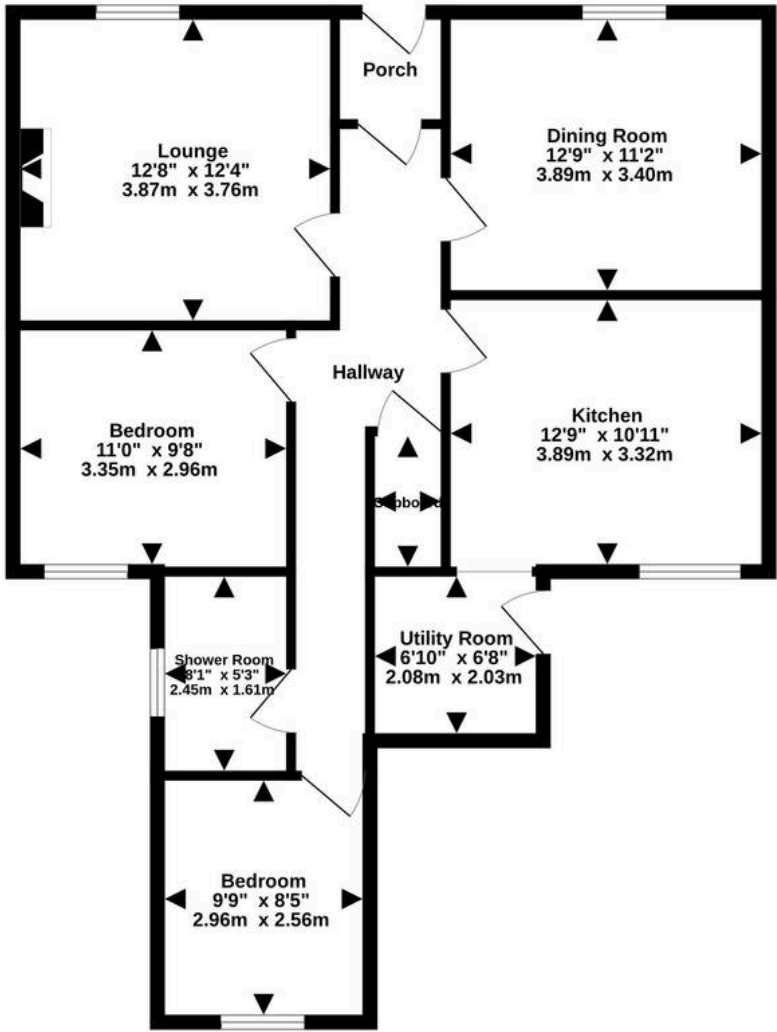 Porch
Lounge
12'8" x 12'4"
3.87m x 3.76m
Dining Room
12'9" x 11'2"
3.89m x 3.40m
Hallway
Bedroom
11'0" x 9'8"
3.35m x 2.96m
Kitchen
12'9" x 10'11"
3.89m x 3.32m
Cupboard
Utility Room
6'10" x 6'8"
2.08m x 2.03m
Shower Room
8'1" x 5'3"
2.45m x 1.61m
Bedroom
9'9" x 8'5"
2.96m x 2.56m